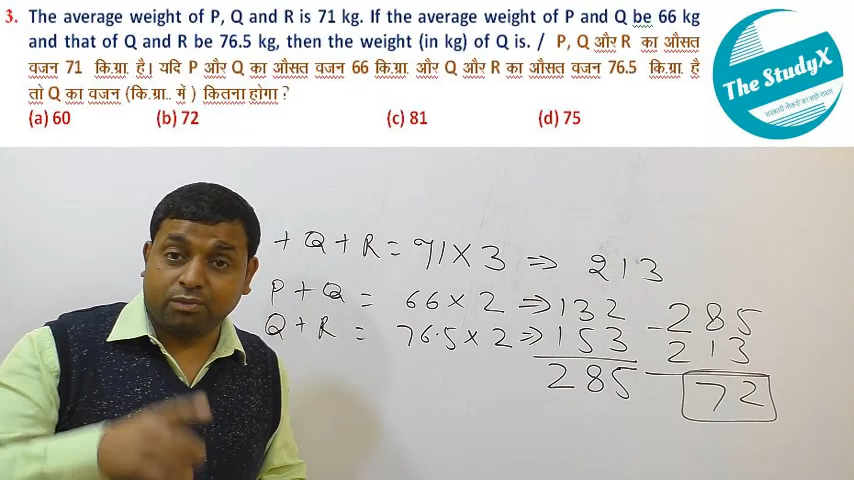 3. The average weight of P, Q and R is 71 kg. If the average weight of P and Q be 66 kg
and that of Q and R be 76.5 kg, then the weight (in kg) of Q is. / P, Q और R का औसत
वजन 71 कि.ग्रा. है। यदि P और Q का औसत वजन 66 कि.ग्रा. और Q और R का औसत वजन 76.5 कि.ग्रा. है
तो Q का वजन (कि.ग्रा.. में ) कितना होगा ?
(a) 60 (b) 72 (c) 81 (d) 75
The StudyX
सरकारी नौकरी का सही रास्ता
+ Q + R = 71 × 3 ⇒ 213
P + Q = 66 × 2 ⇒ 132
Q + R = 76.5 × 2 ⇒ 153
285
- 285
213
72